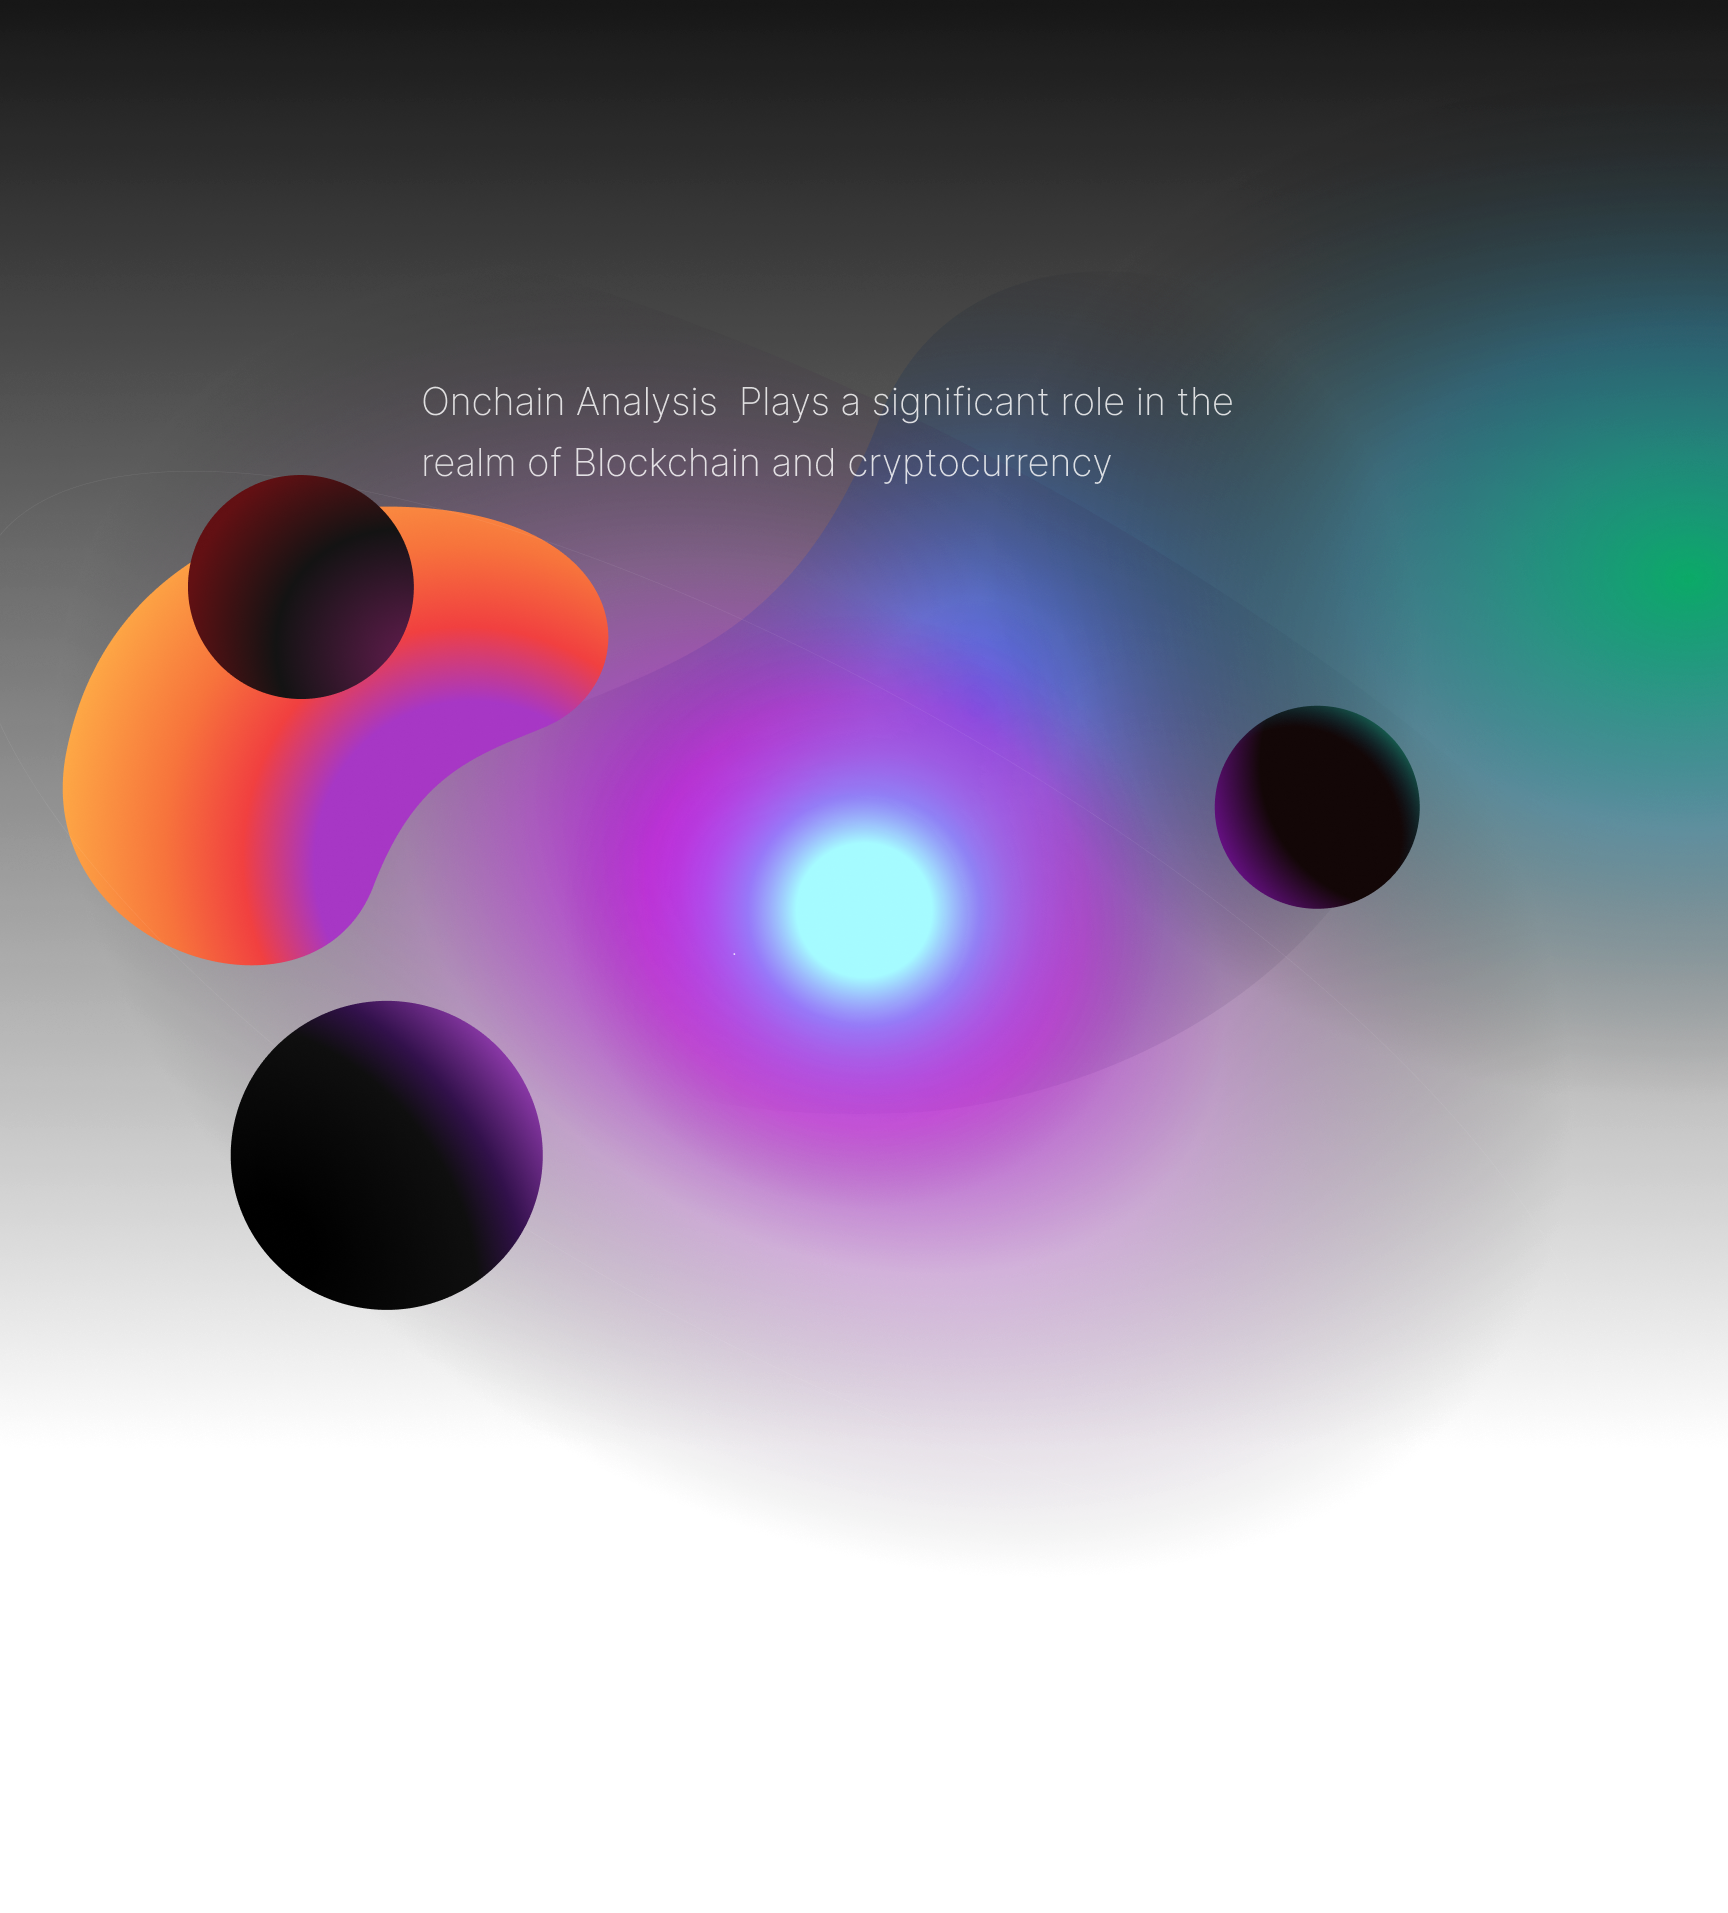 Onchain Analysis  Plays a significant role in the
realm of Blockchain and cryptocurrency